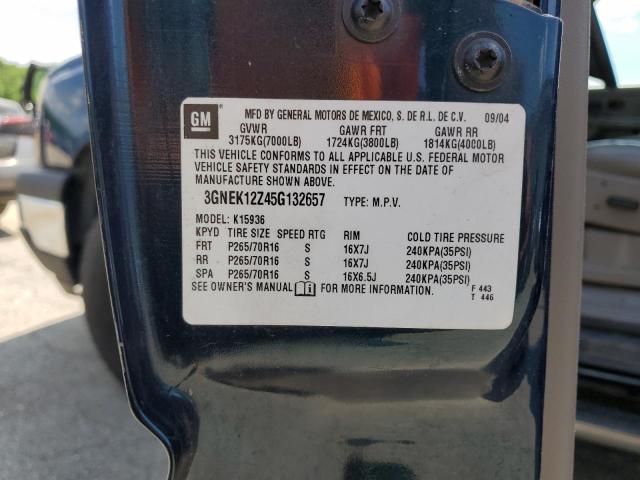 GM
MFD BY GENERAL MOTORS DE MEXICO, S. DE R.L. DE C.V. 09/04
GVWR GAWR FRT GAWR RR
3175KG(7000LB) 1724KG(3800LB) 1814KG(4000LB)
THIS VEHICLE CONFORMS TO ALL APPLICABLE U.S. FEDERAL MOTOR
VEHICLE SAFETY STANDARDS IN EFFECT ON THE DATE OF
MANUFACTURE SHOWN ABOVE.
3GNEK12Z45G132657 TYPE: M.P.V.
MODEL: K15936
KPYD TIRE SIZE SPEED RTG RIM COLD TIRE PRESSURE
FRT P265/70R16 S 16X7J 240KPA(35PSI)
RR P265/70R16 S 16X7J 240KPA(35PSI)
SPA P265/70R16 S 16X6.5J 240KPA(35PSI)
SEE OWNER'S MANUAL FOR MORE INFORMATION. F 443
T 446